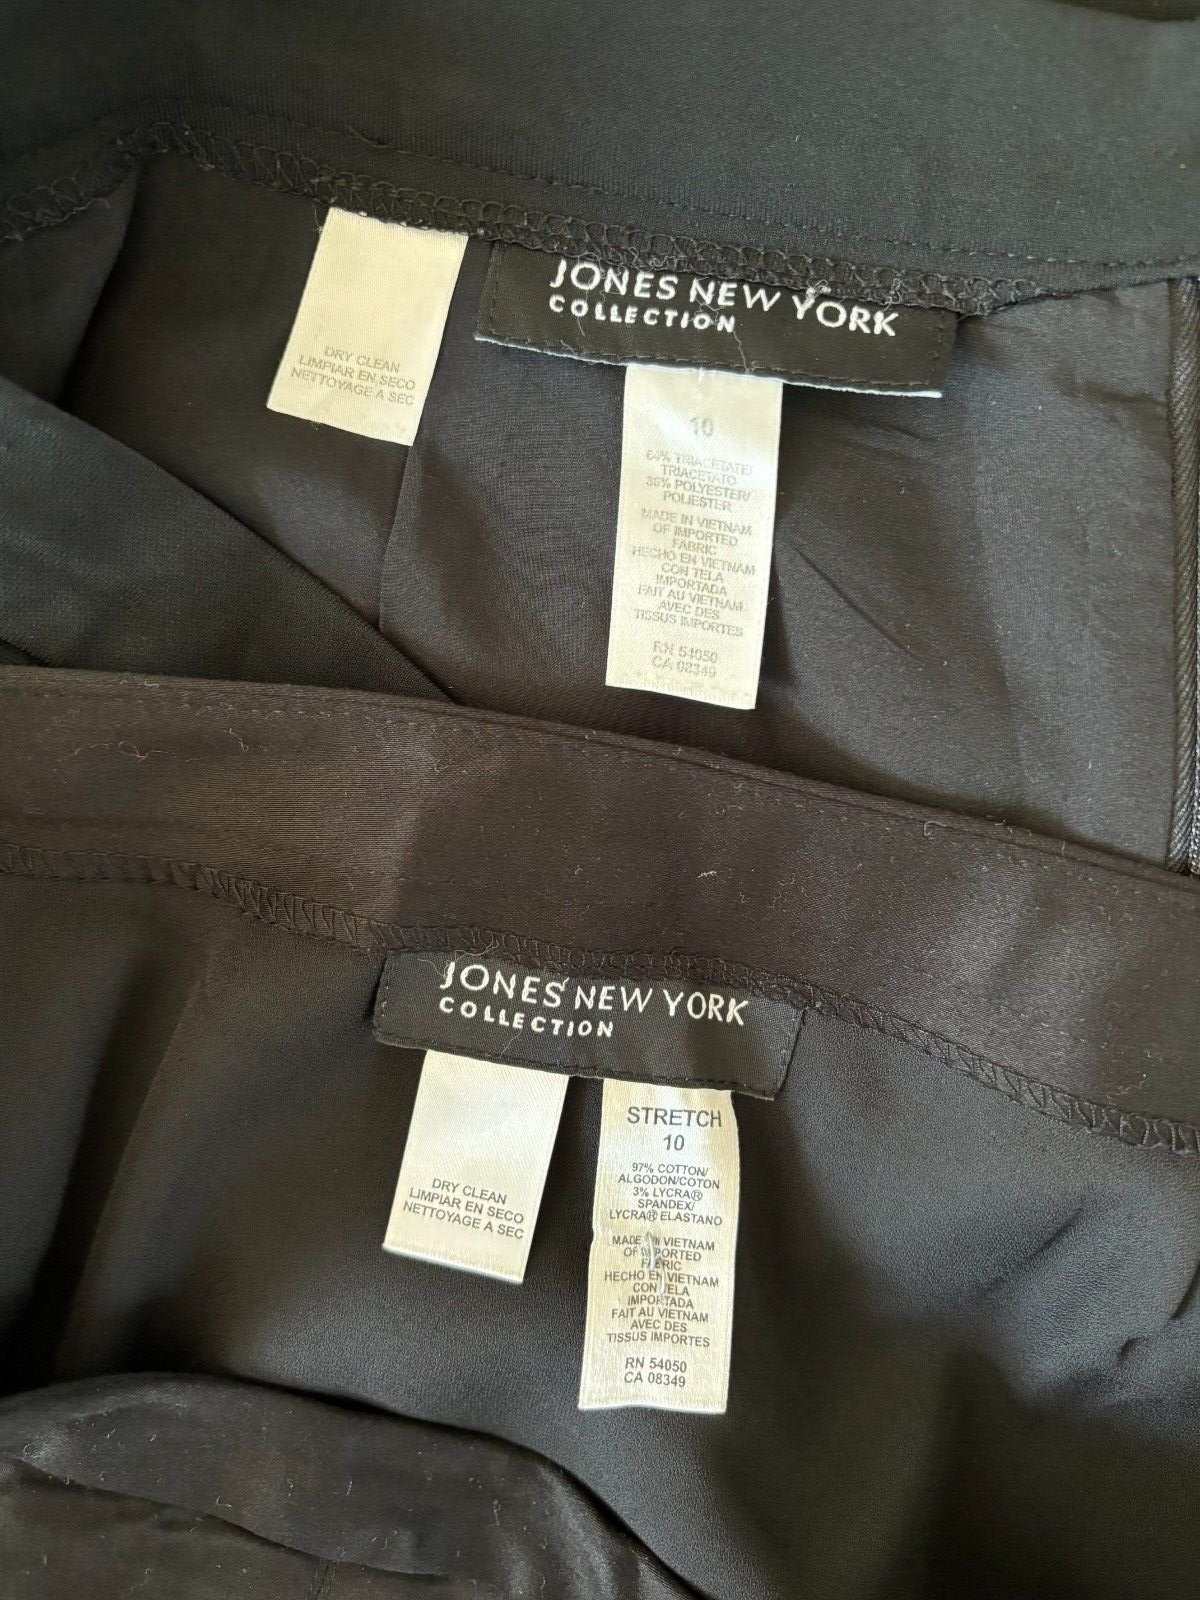 DRY CLEAN
LIMPIAR EN SECO
NETTOYAGE A SEC
JONES NEW YORK
COLLECTION
10
64% TRIACETATE/
TRIACETATO
36% POLYESTER/
POLIESTER
MADE IN VIETNAM
OF IMPORTED
FABRIC
HECHO EN VIETNAM
CON TELA
IMPORTADA
FAIT AU VIETNAM
AVEC DES
TISSUS IMPORTES
RN 54050
CA 08349
JONES NEW YORK
COLLECTION
DRY CLEAN
LIMPIAR EN SECO
NETTOYAGE A SEC
STRETCH
10
97% COTTON/
ALGODON/COTON
3% LYCRA®
SPANDEX/
LYCRA® ELASTANO
MADE IN VIETNAM
OF IMPORTED
FABRIC
HECHO EN VIETNAM
CON TELA
IMPORTADA
FAIT AU VIETNAM
AVEC DES
TISSUS IMPORTES
RN 54050
CA 08349